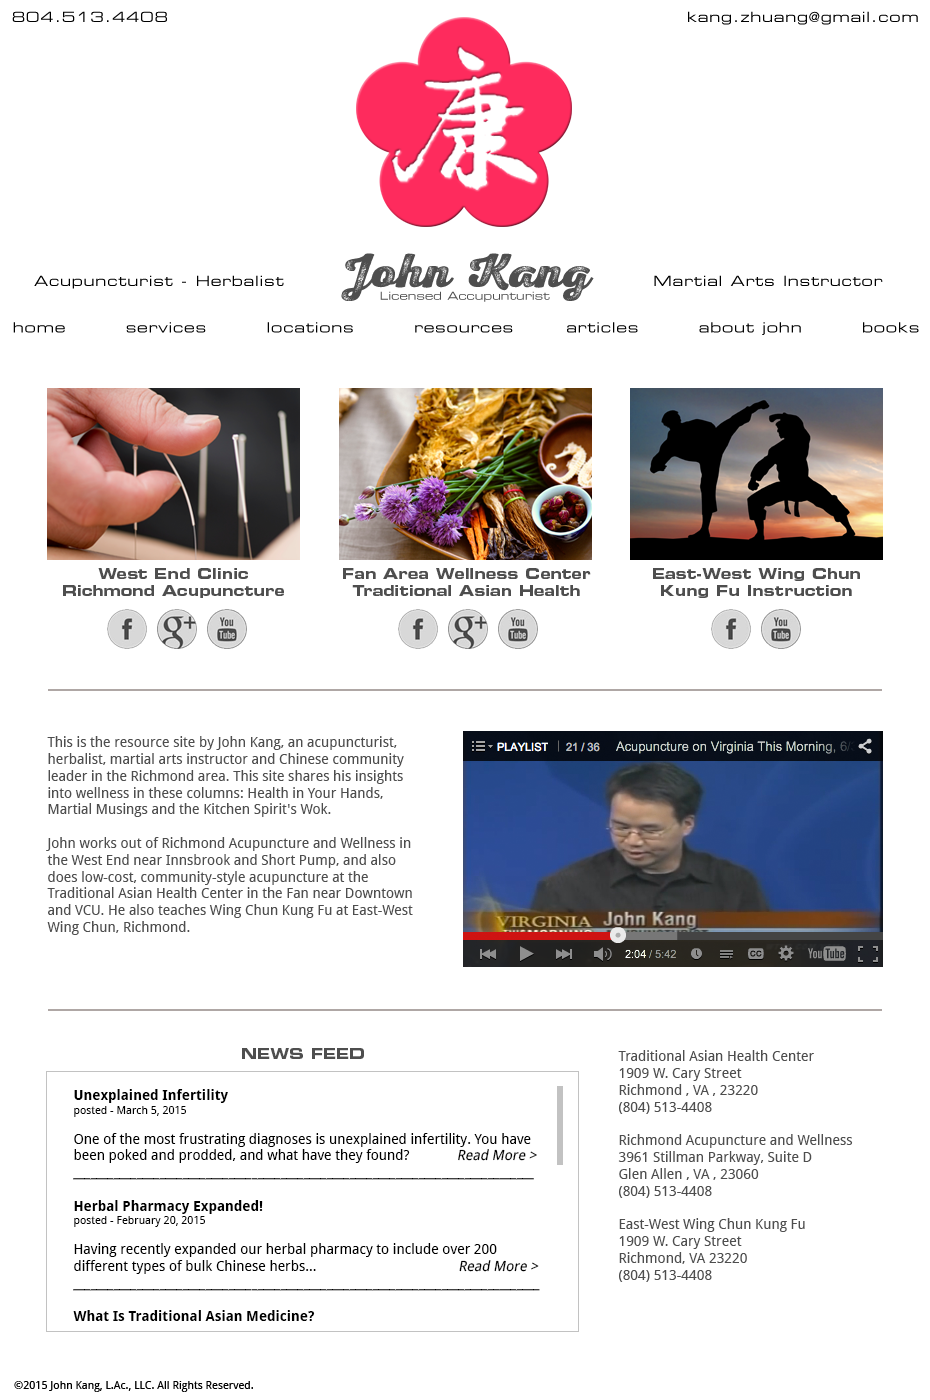 804.513.4408
kang.zhuang@gmail.com
康
Acupuncturist - Herbalist
John Kang
Licensed Accupunturist
Martial Arts Instructor
home services locations resources articles about john books
West End Clinic
Richmond Acupuncture
Fan Area Wellness Center
Traditional Asian Health
East-West Wing Chun
Kung Fu Instruction
f g+ You Tube
f g+ You Tube
f You Tube
This is the resource site by John Kang, an acupuncturist,
herbalist, martial arts instructor and Chinese community
leader in the Richmond area. This site shares his insights
into wellness in these columns: Health in Your Hands,
Martial Musings and the Kitchen Spirit's Wok.
John works out of Richmond Acupuncture and Wellness in
the West End near Innsbrook and Short Pump, and also
does low-cost, community-style acupuncture at the
Traditional Asian Health Center in the Fan near Downtown
and VCU. He also teaches Wing Chun Kung Fu at East-West
Wing Chun, Richmond.
PLAYLIST 21 / 36 Acupuncture on Virginia This Morning, 6/
VIRGINIA John Kang
THIS MORNING
2:04 / 5:42 CC YouTube
NEWS FEED
Unexplained Infertility
posted - March 5, 2015
One of the most frustrating diagnoses is unexplained infertility. You have
been poked and prodded, and what have they found? Read More >
Herbal Pharmacy Expanded!
posted - February 20, 2015
Having recently expanded our herbal pharmacy to include over 200
different types of bulk Chinese herbs... Read More >
What Is Traditional Asian Medicine?
Traditional Asian Health Center
1909 W. Cary Street
Richmond , VA , 23220
(804) 513-4408
Richmond Acupuncture and Wellness
3961 Stillman Parkway, Suite D
Glen Allen , VA , 23060
(804) 513-4408
East-West Wing Chun Kung Fu
1909 W. Cary Street
Richmond, VA 23220
(804) 513-4408
©2015 John Kang, L.Ac., LLC. All Rights Reserved.